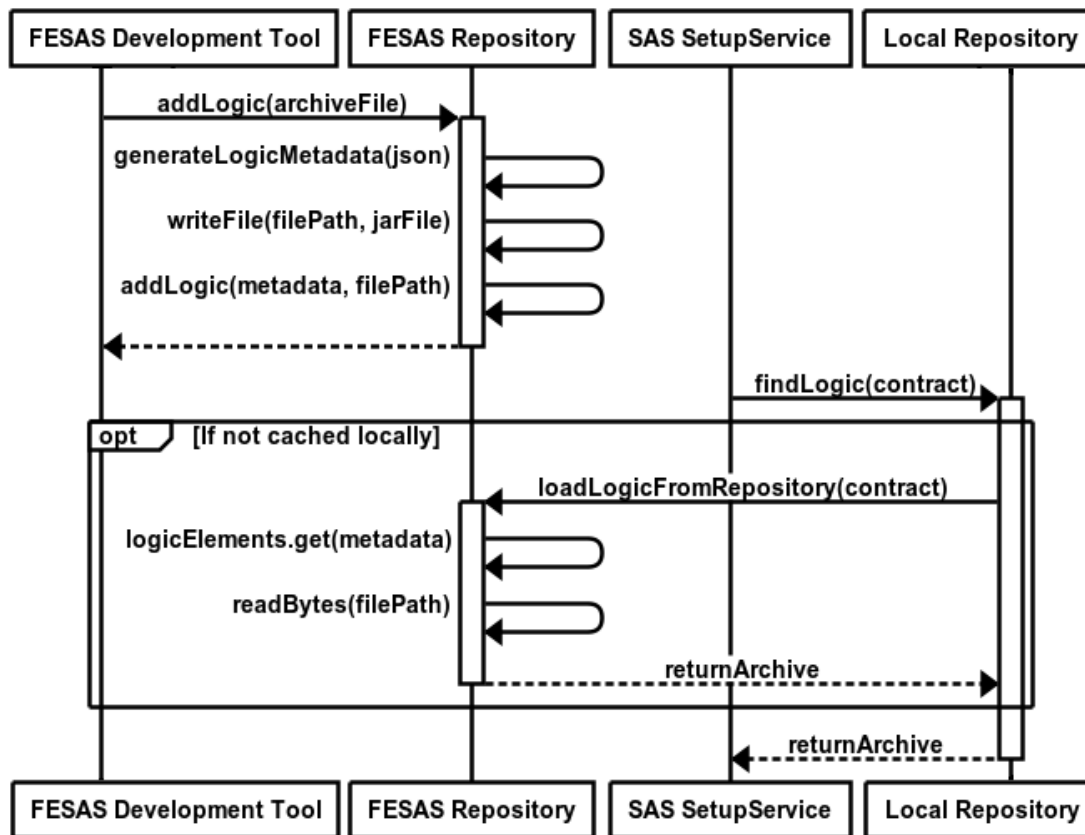 FESAS Development Tool
FESAS Repository
SAS SetupService
Local Repository
addLogic(archiveFile)
generateLogicMetadata(json)
writeFile(filePath, jarFile)
addLogic(metadata, filePath)
findLogic(contract)
opt
[If not cached locally]
loadLogicFromRepository(contract)
logicElements.get(metadata)
readBytes(filePath)
returnArchive
returnArchive
FESAS Development Tool
FESAS Repository
SAS SetupService
Local Repository